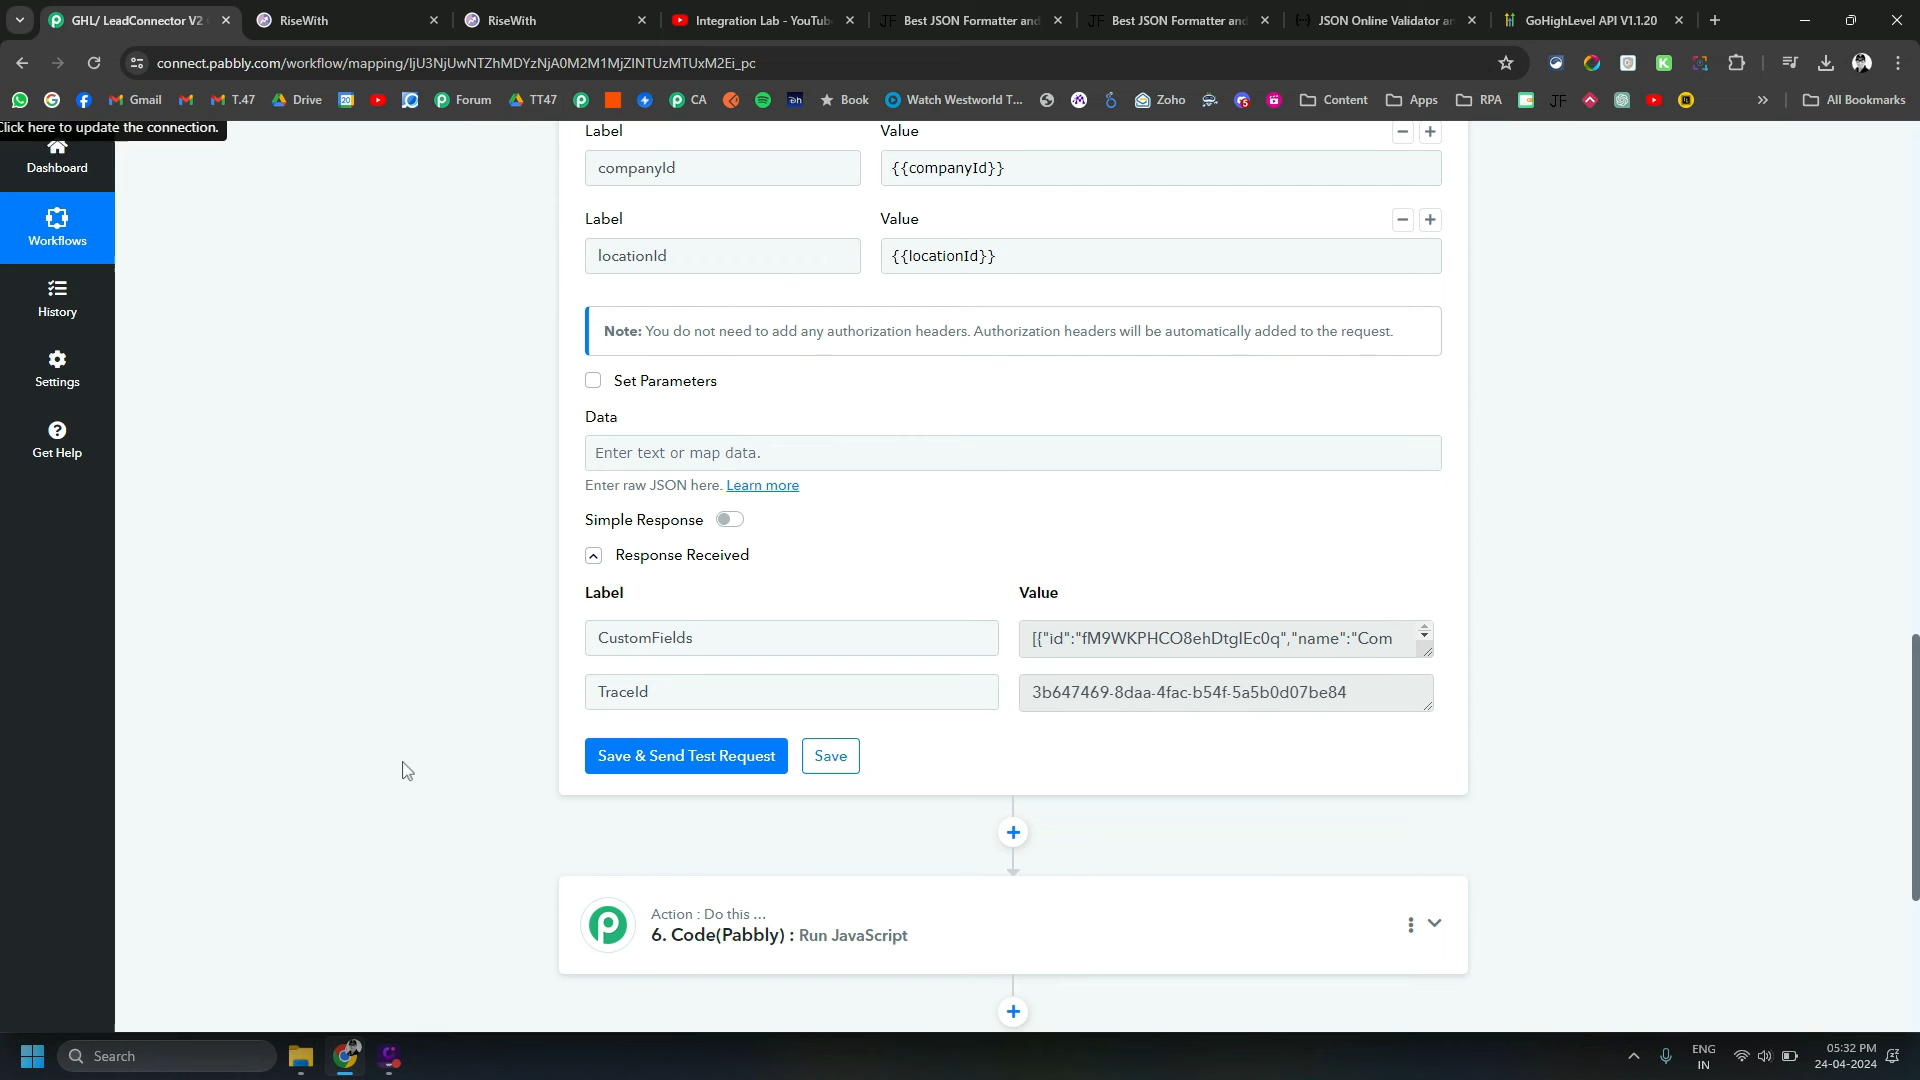 GHL/ LeadConnector V2
RiseWith
RiseWith
Integration Lab - YouTub
Best JSON Formatter and
Best JSON Formatter and
JSON Online Validator an
GoHighLevel API V1.1.20
connect.pabbly.com/workflow/mapping/IjU3NjUwNTZhMDYzNjA0M2M1MjZlNTUzMTUxM2Ei_pc
Gmail
T.47
Drive
Forum
TT47
CA
Book
Watch Westworld T...
Zoho
Content
Apps
RPA
All Bookmarks
Click here to update the connection.
Dashboard
Workflows
History
Settings
Get Help
Label
Value
companyId
{{companyId}}
Label
Value
locationId
{{locationId}}
Note: You do not need to add any authorization headers. Authorization headers will be automatically added to the request.
Set Parameters
Data
Enter text or map data.
Enter raw JSON here. Learn more
Simple Response
Response Received
Label
Value
CustomFields
[{"id":"fM9WKPHCO8ehDtgIEc0q","name":"Com
TraceId
3b647469-8daa-4fac-b54f-5a5b0d07be84
Save & Send Test Request
Save
Action : Do this ...
6. Code(Pabbly) : Run JavaScript
Search
ENG
IN
05:32 PM
24-04-2024